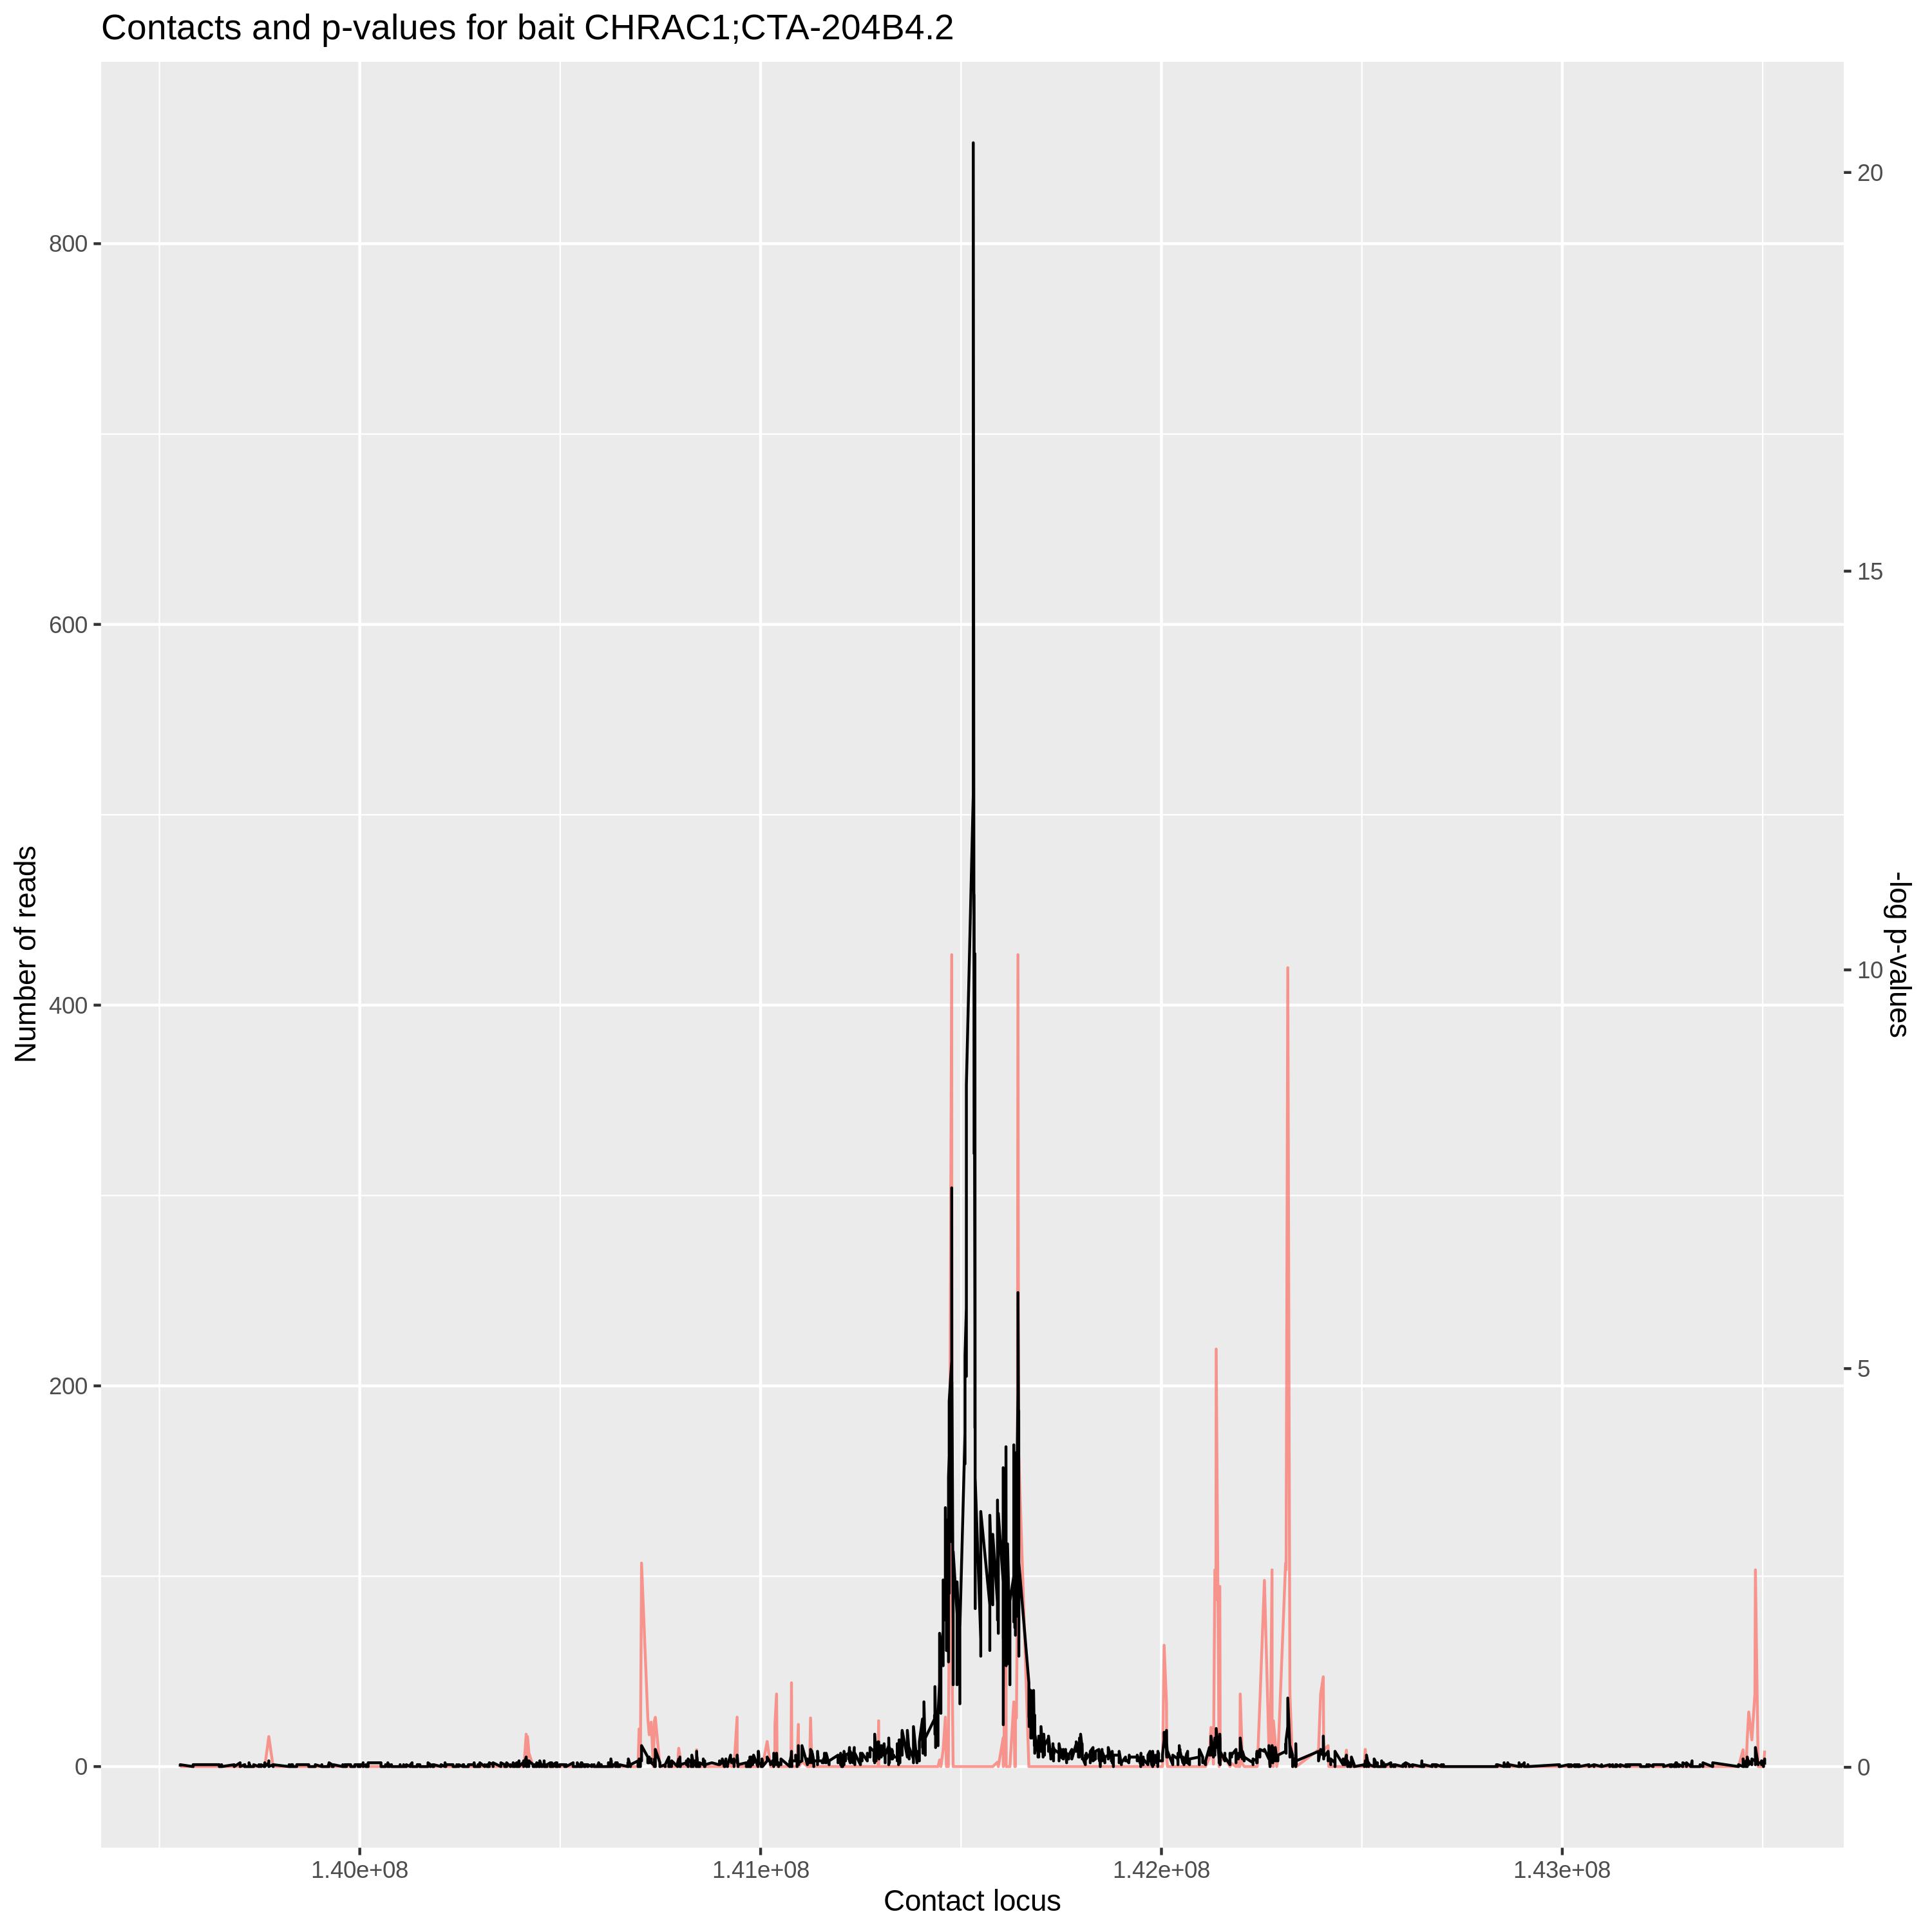 Contacts and p-values for bait CHRAC1;CTA-204B4.2
Number of reads
800
600
400
200
0
20
15
10
5
0
-log p-values
1.40e+08
1.41e+08
1.42e+08
1.43e+08
Contact locus